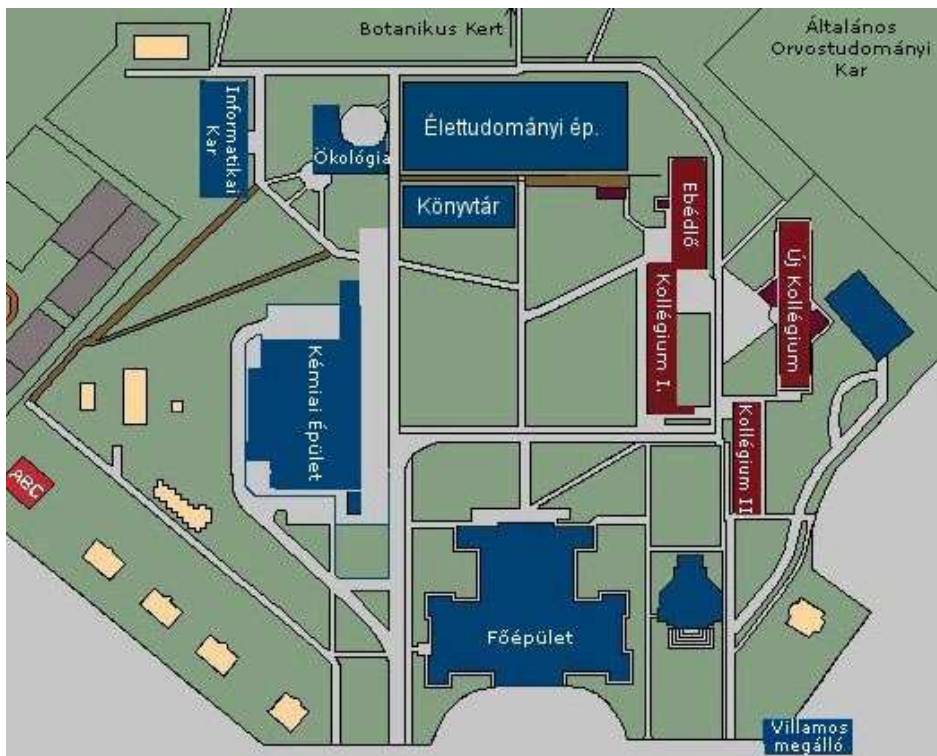 Botanikus Kert
Általános
Orvostudományi
Kar
Informatikai
Kar
Ökológia
Élettudományi ép.
Könyvtár
Ebédlő
Új Kollégium
Kollégium I.
Kémiai Épület
Kollégium II
ABC
Főépület
Villamos
megálló